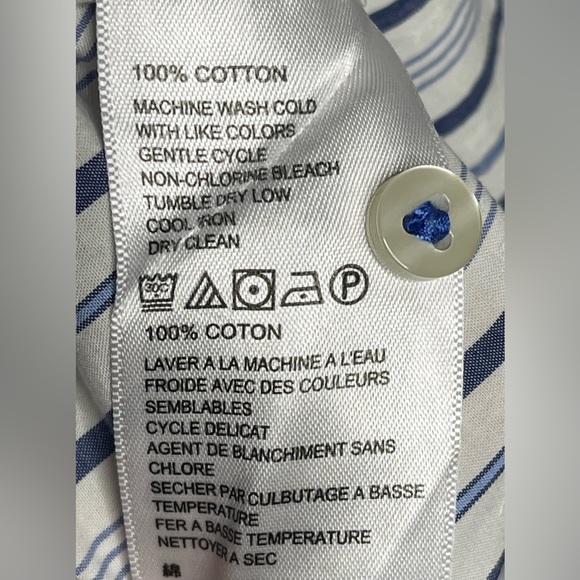 100% COTTON
MACHINE WASH COLD
WITH LIKE COLORS
GENTLE CYCLE
NON-CHLORINE BLEACH
TUMBLE DRY LOW
COOL IRON
DRY CLEAN
30C P
100% COTON
LAVER A LA MACHINE A L'EAU
FROIDE AVEC DES COULEURS
SEMBLABLES
CYCLE DELICAT
AGENT DE BLANCHIMENT SANS
CHLORE
SECHER PAR CULBUTAGE A BASSE
TEMPERATURE
FER A BASSE TEMPERATURE
NETTOYER A SEC
綿